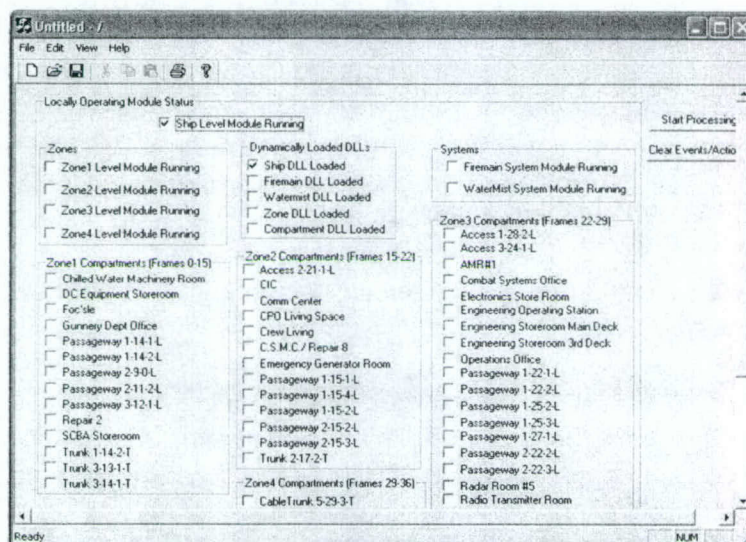 Untitled - /
File Edit View Help
Locally Operating Module Status
Ship Level Module Running
Start Processing
Clear Events/Actio
Zones
Zone1 Level Module Running
Zone2 Level Module Running
Zone3 Level Module Running
Zone4 Level Module Running
Dynamically Loaded DLLs
Ship DLL Loaded
Firemain DLL Loaded
Watermist DLL Loaded
Zone DLL Loaded
Compartment DLL Loaded
Systems
Firemain System Module Running
WaterMist System Module Running
Zone1 Compartments (Frames 0-15)
Chilled Water Machinery Room
DC Equipment Storeroom
Foc'sle
Gunnery Dept Office
Passageway 1-14-1-L
Passageway 1-14-2-L
Passageway 2-9-0-L
Passageway 2-11-2-L
Passageway 3-12-1-L
Repair 2
SCBA Storeroom
Trunk 1-14-2-T
Trunk 3-13-1-T
Trunk 3-14-1-T
Zone2 Compartments (Frames 15-22)
Access 2-21-1-L
CIC
Comm Center
CPO Living Space
Crew Living
C.S.M.C./ Repair 8
Emergency Generator Room
Passageway 1-15-1-L
Passageway 1-15-4-L
Passageway 1-15-2-L
Passageway 2-15-2-L
Passageway 2-15-3-L
Trunk 2-17-2-T
Zone4 Compartments (Frames 29-36)
CableTrunk 5-29-3-T
Zone3 Compartments (Frames 22-29)
Access 1-28-2-L
Access 3-24-1-L
AMR#1
Combat Systems Office
Electronics Store Room
Engineering Operating Station
Engineering Storeroom Main Deck
Engineering Storeroom 3rd Deck
Operations Office
Passageway 1-22-1-L
Passageway 1-22-2-L
Passageway 1-25-2-L
Passageway 1-25-3-L
Passageway 1-27-1-L
Passageway 2-22-2-L
Passageway 2-22-3-L
Radar Room #5
Radio Transmitter Room
Ready
NUM